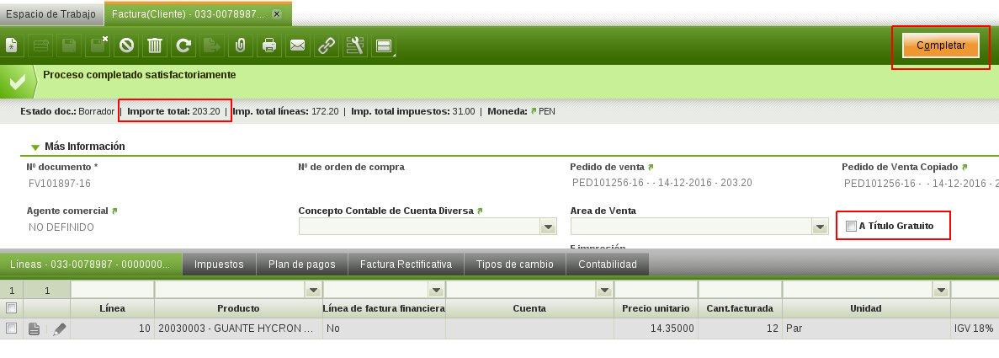 Espacio de Trabajo Factura(Cliente) - 033-0078987... x
Completar
Proceso completado satisfactoriamente
Estado doc.: Borrador | Importe total: 203.20 | Imp. total líneas: 172.20 | Imp. total impuestos: 31.00 | Moneda: PEN
Más Información
Nº documento * Nº de orden de compra Pedido de venta Pedido de Venta Copiado
FV101897-16 PED101256-16 - - 14-12-2016 - 203.20 PED101256-16 - - 14-12-2016 - 2
Agente comercial Concepto Contable de Cuenta Diversa Area de Venta
NO DEFINIDO A Título Gratuito
Líneas - 033-0078987 - 0000000... Impuestos Plan de pagos Factura Rectificativa Tipos de cambio Contabilidad
1 1
Línea Producto Línea de factura financiera Cuenta Precio unitario Cant.facturada Unidad
10 20030003 - GUANTE HYCRON ... No 14.35000 12 Par IGV 18%